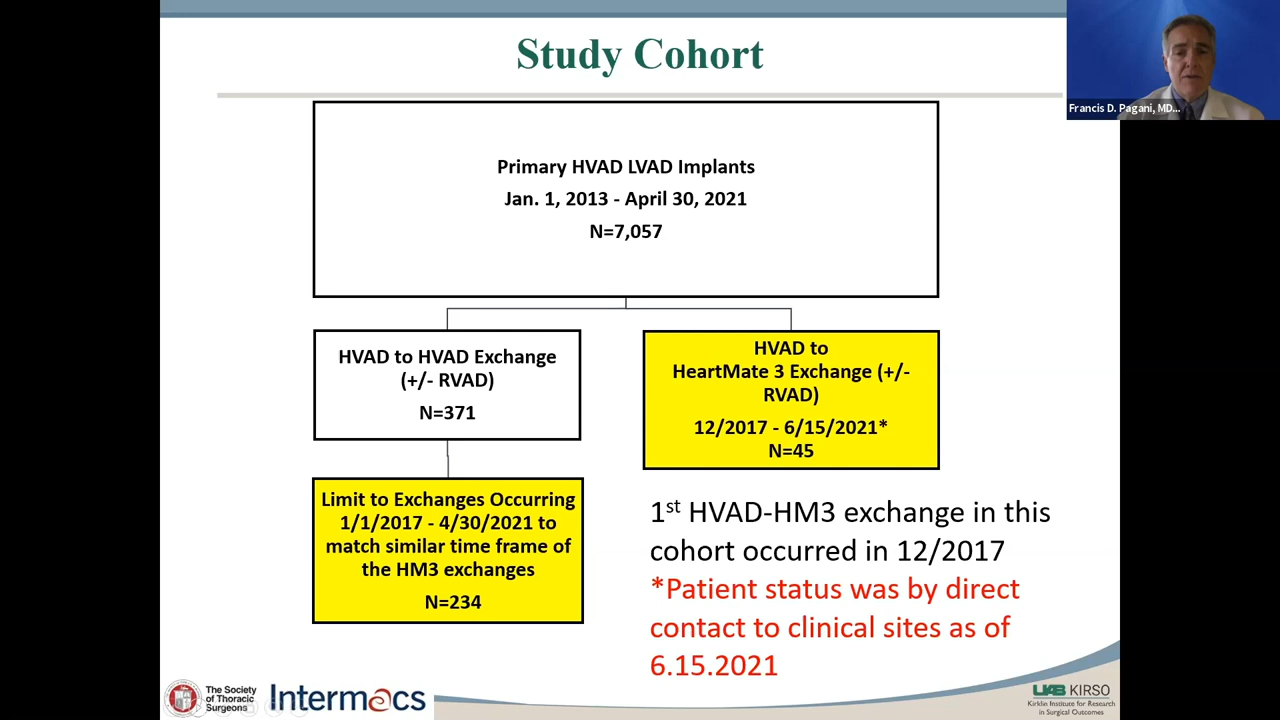 Study Cohort
Francis D. Pagani, MD...
Primary HVAD LVAD Implants
Jan. 1, 2013 - April 30, 2021
N=7,057
HVAD to HVAD Exchange
(+/- RVAD)
N=371
HVAD to
HeartMate 3 Exchange (+/-
RVAD)
12/2017 - 6/15/2021*
N=45
Limit to Exchanges Occurring
1/1/2017 - 4/30/2021 to
match similar time frame of
the HM3 exchanges
N=234
1st HVAD-HM3 exchange in this
cohort occurred in 12/2017
*Patient status was by direct
contact to clinical sites as of
6.15.2021
The Society
of Thoracic
Surgeons
Intermacs
UAB KIRSO
Kirklin Institute for Research
in Surgical Outcomes